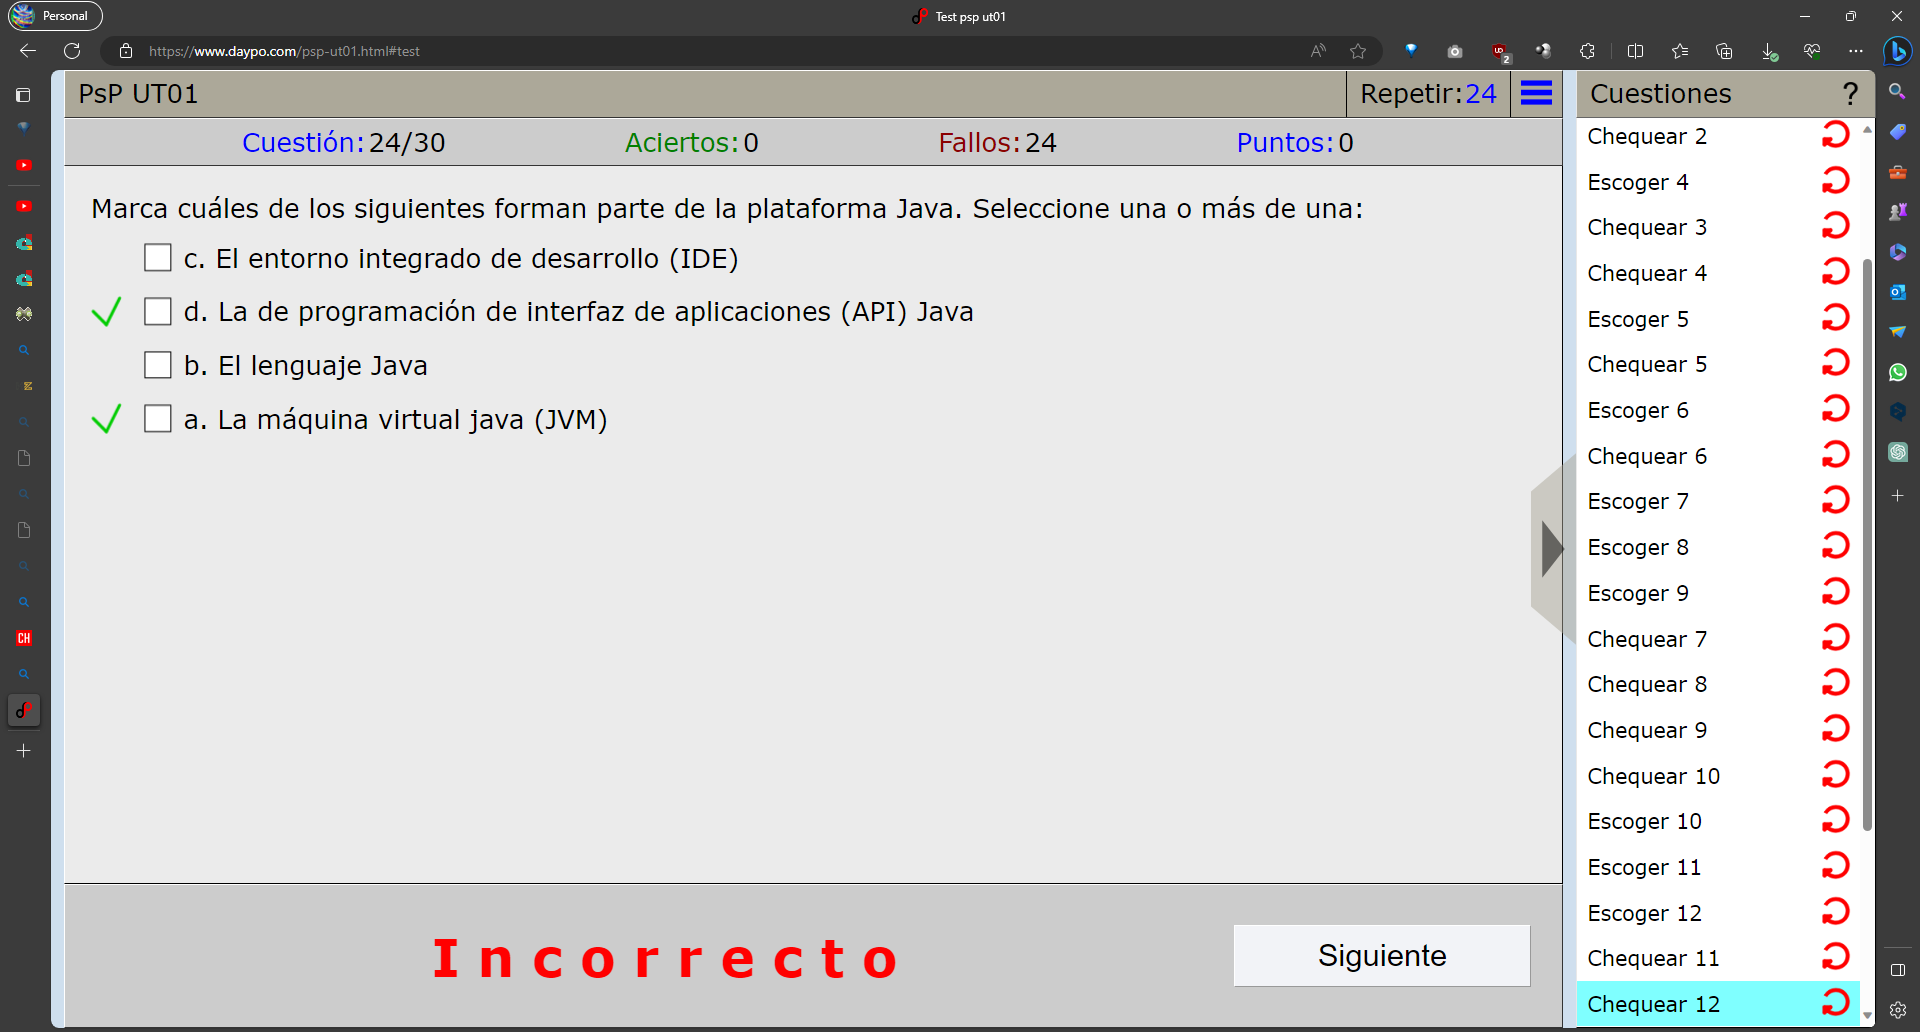 Personal
Test psp ut01
https://www.daypo.com/psp-ut01.html#test
2
PsP UT01
Repetir:24
Cuestión:24/30
Aciertos:0
Fallos:24
Puntos:0
Marca cuáles de los siguientes forman parte de la plataforma Java. Seleccione una o más de una:
c. El entorno integrado de desarrollo (IDE)
d. La de programación de interfaz de aplicaciones (API) Java
b. El lenguaje Java
a. La máquina virtual java (JVM)
Incorrecto
Siguiente
Cuestiones
?
Chequear 2
Escoger 4
Chequear 3
Chequear 4
Escoger 5
Chequear 5
Escoger 6
Chequear 6
Escoger 7
Escoger 8
Escoger 9
Chequear 7
Chequear 8
Chequear 9
Chequear 10
Escoger 10
Escoger 11
Escoger 12
Chequear 11
Chequear 12
CH